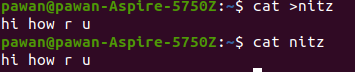 pawan@pawan-Aspire-5750Z:~$ cat >nitz
hi how r u
pawan@pawan-Aspire-5750Z:~$ cat nitz
hi how r u